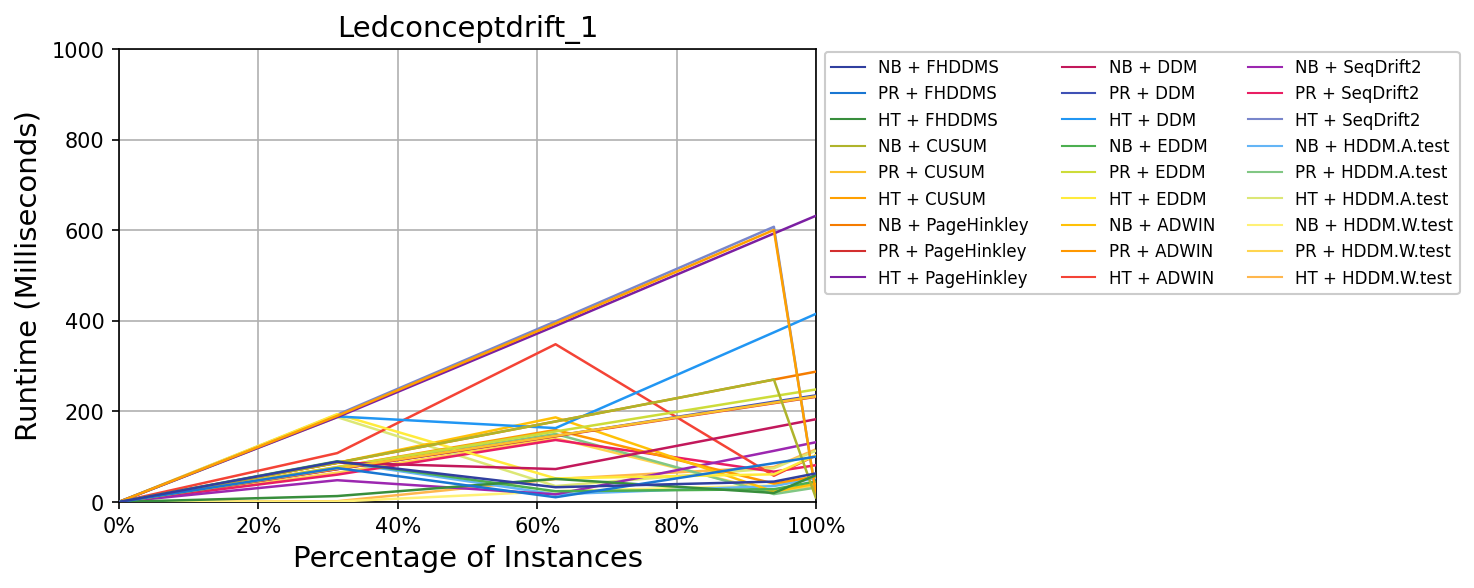 Ledconceptdrift_1
1000
800
600
400
200
0
0% 20% 40% 60% 80% 100%
Runtime (Milliseconds)
Percentage of Instances
NB + FHDDMS
PR + FHDDMS
HT + FHDDMS
NB + CUSUM
PR + CUSUM
HT + CUSUM
NB + PageHinkley
PR + PageHinkley
HT + PageHinkley
NB + DDM
PR + DDM
HT + DDM
NB + EDDM
PR + EDDM
HT + EDDM
NB + ADWIN
PR + ADWIN
HT + ADWIN
NB + SeqDrift2
PR + SeqDrift2
HT + SeqDrift2
NB + HDDM.A.test
PR + HDDM.A.test
HT + HDDM.A.test
NB + HDDM.W.test
PR + HDDM.W.test
HT + HDDM.W.test